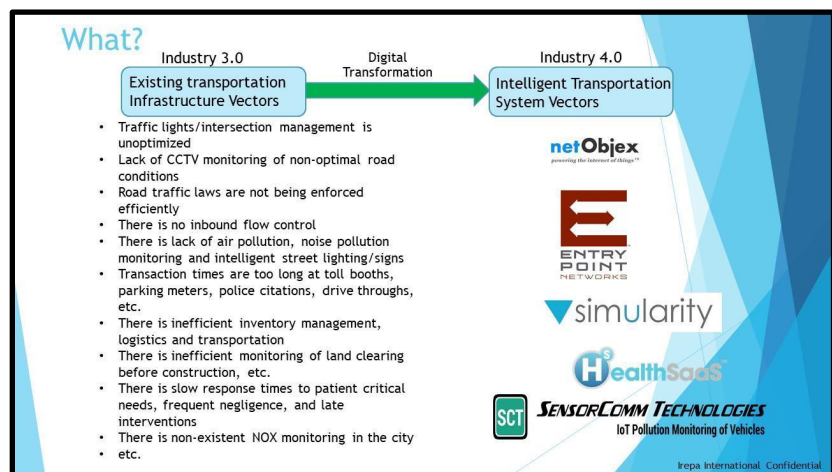 What?
Industry 3.0
Digital
Transformation
Industry 4.0
Existing transportation
Infrastructure Vectors
Intelligent Transportation
System Vectors
• Traffic lights/intersection management is
unoptimized
• Lack of CCTV monitoring of non-optimal road
conditions
• Road traffic laws are not being enforced
efficiently
• There is no inbound flow control
• There is lack of air pollution, noise pollution
monitoring and intelligent street lighting/signs
• Transaction times are too long at toll booths,
parking meters, police citations, drive throughs,
etc.
• There is inefficient inventory management,
logistics and transportation
• There is inefficient monitoring of land clearing
before construction, etc.
• There is slow response times to patient critical
needs, frequent negligence, and late
interventions
• There is non-existent NOX monitoring in the city
• etc.
netObjex
powering the internet of things™
E
ENTRY
POINT
NETWORKS
simularity
HsealthSaaS™
SCT
SENSORCOMM TECHNOLOGIES
IoT Pollution Monitoring of Vehicles
Irepa International Confidential